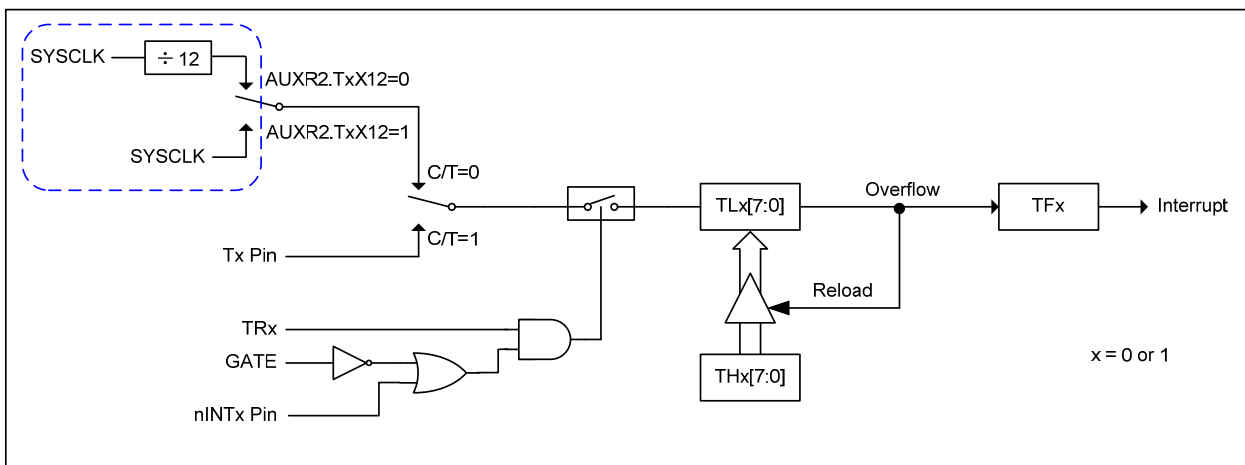 SYSCLK
÷ 12
AUXR2.TxX12=0
AUXR2.TxX12=1
SYSCLK
C/T=0
C/T=1
Tx Pin
TLx[7:0]
Overflow
TFx
Interrupt
Reload
TRx
GATE
nINTx Pin
THx[7:0]
x = 0 or 1